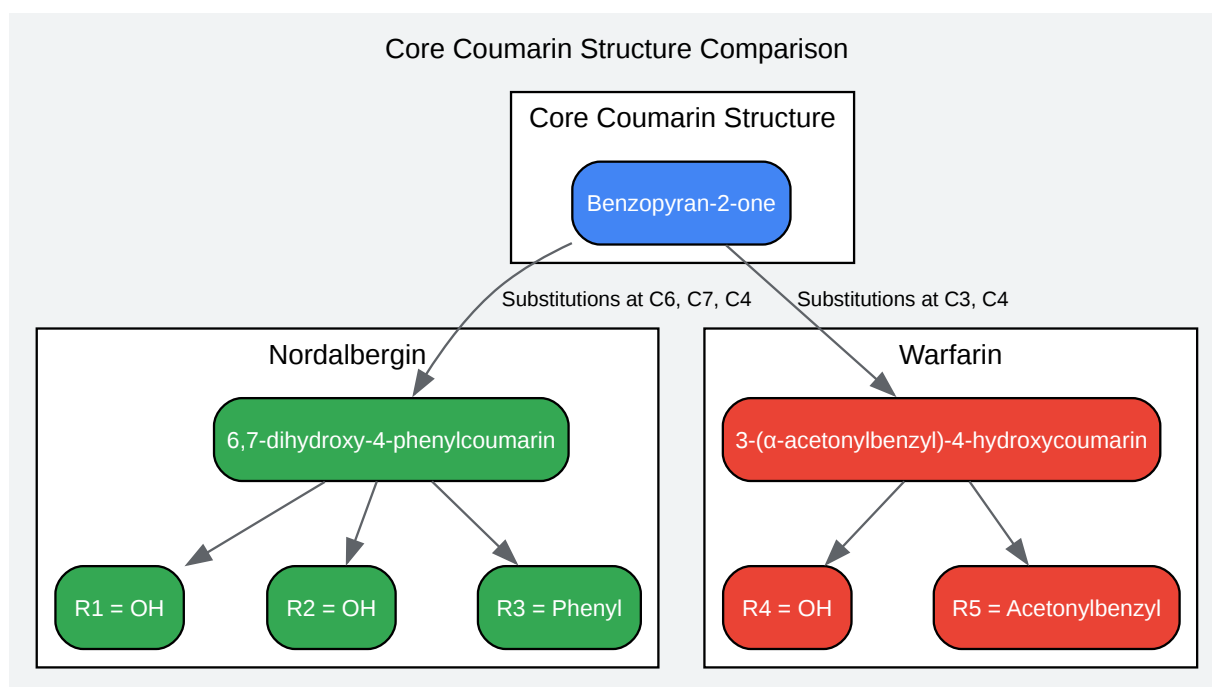 Core Coumarin Structure Comparison
Core Coumarin Structure
Benzopyran-2-one
Substitutions at C6, C7, C4
Substitutions at C3, C4
Nordalbergin
Warfarin
6,7-dihydroxy-4-phenylcoumarin
3-(α-acetonylbenzyl)-4-hydroxycoumarin
R1 = OH
R2 = OH
R3 = Phenyl
R4 = OH
R5 = Acetonylbenzyl